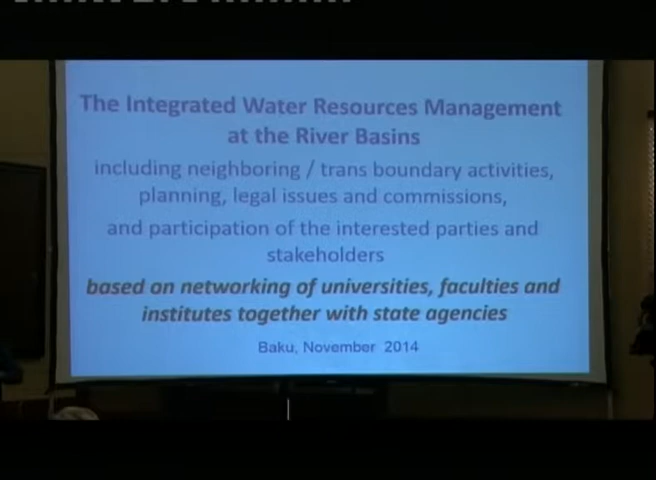 The Integrated Water Resources Management
at the River Basins
including neighboring / trans boundary activities,
planning, legal issues and commissions,
and participation of the interested parties and
stakeholders
based on networking of universities, faculties and
institutes together with state agencies
Baku, November 2014